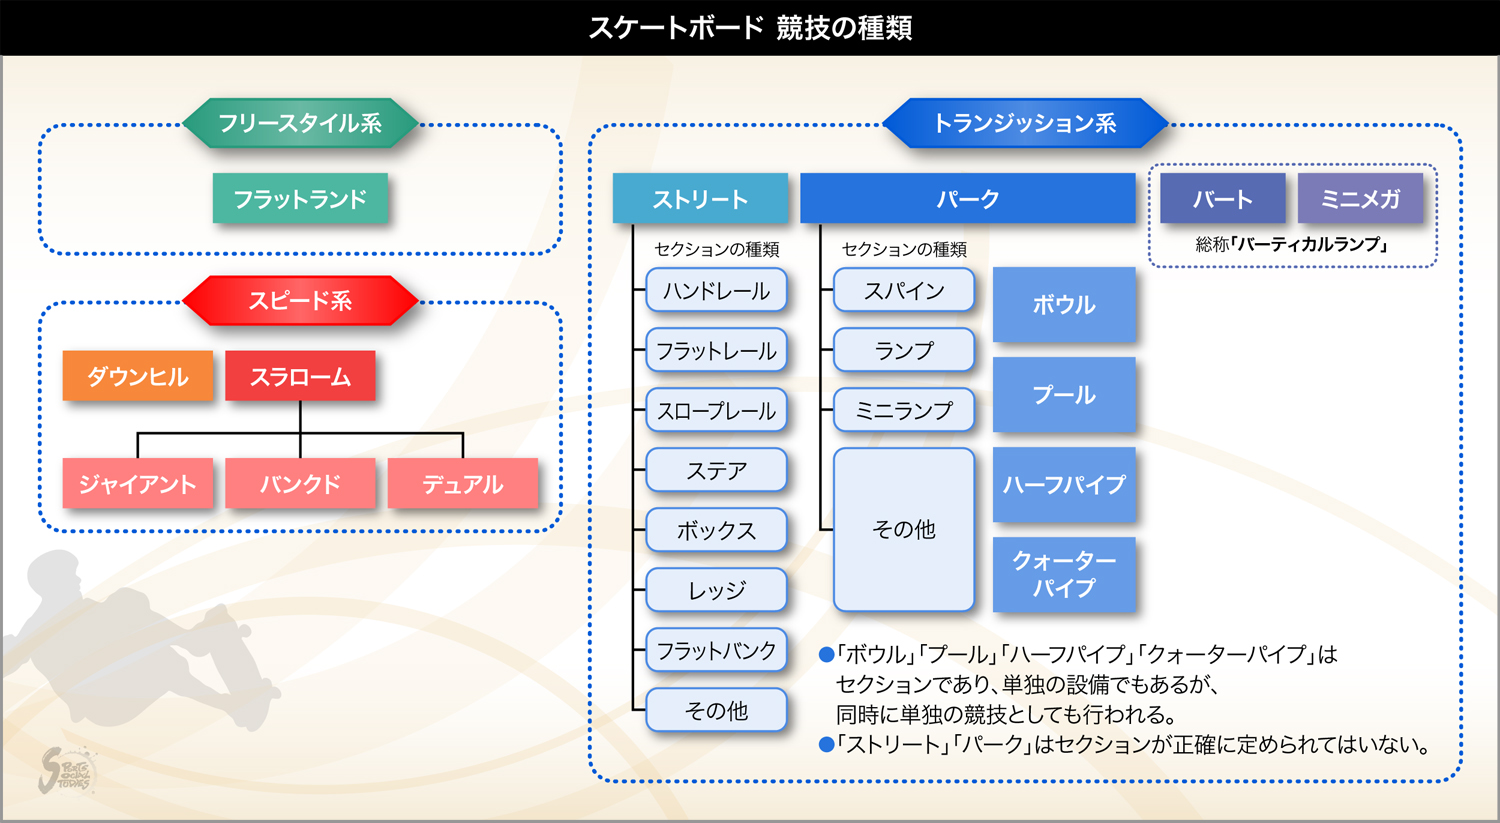 スケートボード 競技の種類
フリースタイル系
フラットランド
スピード系
ダウンヒル
スラローム
ジャイアント
バンクド
デュアル
トランジッション系
ストリート
セクションの種類
ハンドレール
フラットレール
スロープレール
ステア
ボックス
レッジ
フラットバンク
その他
パーク
セクションの種類
スパイン
ランプ
ミニランプ
その他
ボウル
プール
ハーフパイプ
クォーター
パイプ
バート
ミニメガ
総称「バーティカルランプ」
●「ボウル」「プール」「ハーフパイプ」「クォーターパイプ」は
セクションであり、単独の設備でもあるが、
同時に単独の競技としても行われる。
●「ストリート」「パーク」はセクションが正確に定められてはいない。
SPORTS
SOCIAL
STORIES